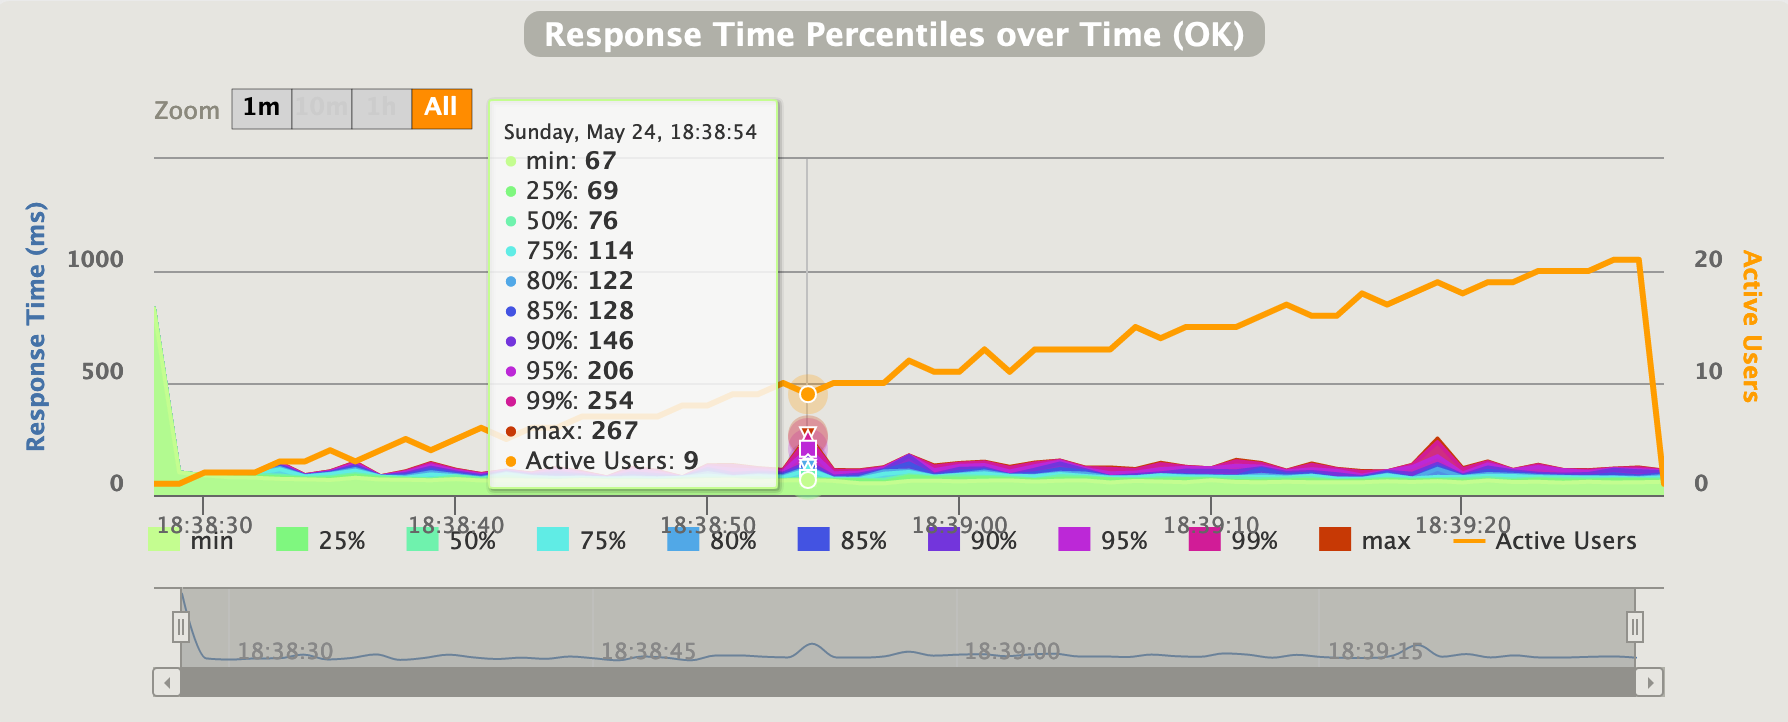 Response Time Percentiles over Time (OK)
Zoom 1m 10m 1h All
Sunday, May 24, 18:38:54
min: 67
25%: 69
50%: 76
75%: 114
80%: 122
85%: 128
90%: 146
95%: 206
99%: 254
max: 267
Active Users: 9
Response Time (ms)
1000
500
0
20
10
0
Active Users
18:38:30 18:38:40 18:38:50 18:39:00 18:39:10 18:39:20
min 25% 50% 75% 80% 85% 90% 95% 99% max Active Users
18:38:30 18:38:45 18:39:00 18:39:15